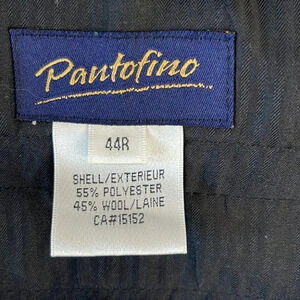 Pantofino
44R
SHELL/EXTERIEUR
55% POLYESTER
45% WOOL/LAINE
CA#15152